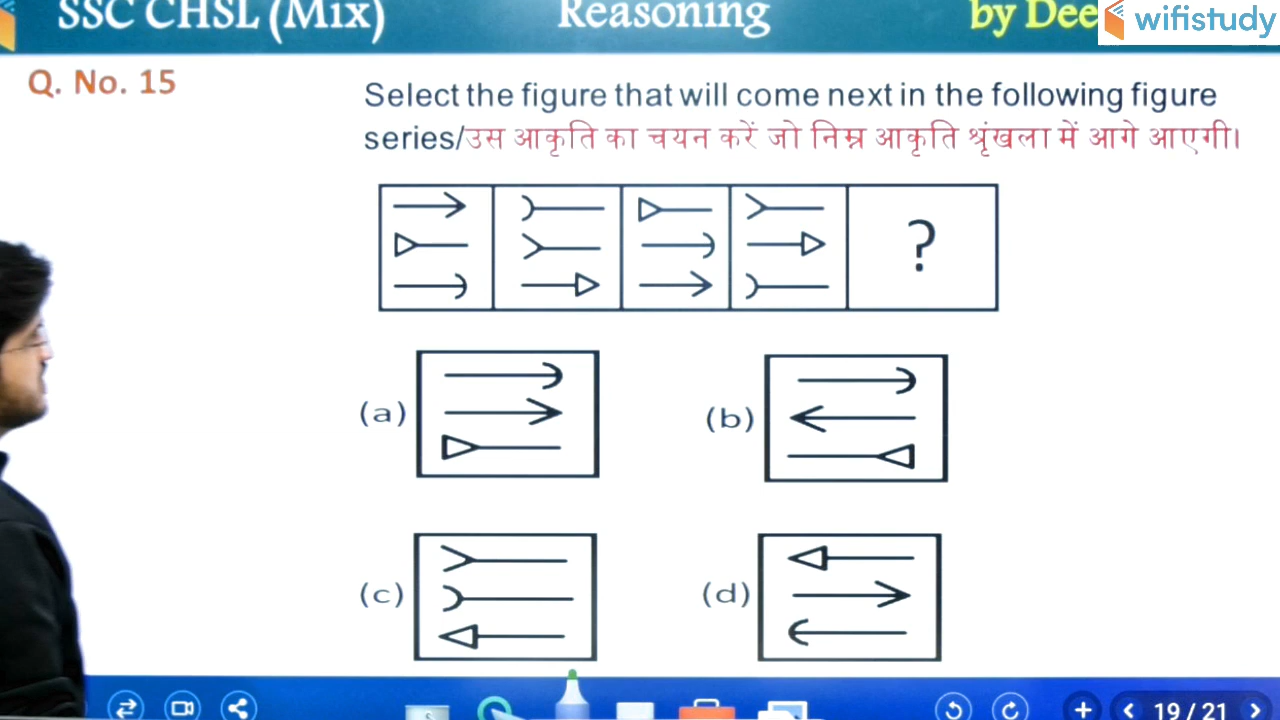 SSC CHSL (Mix)
Reasoning
by Dee
wifistudy
Q. No. 15
Select the figure that will come next in the following figure
series/उस आकृति का चयन करें जो निम्न आकृति श्रृंखला में आगे आएगी।
?
(a)
(b)
(c)
(d)
19 / 21